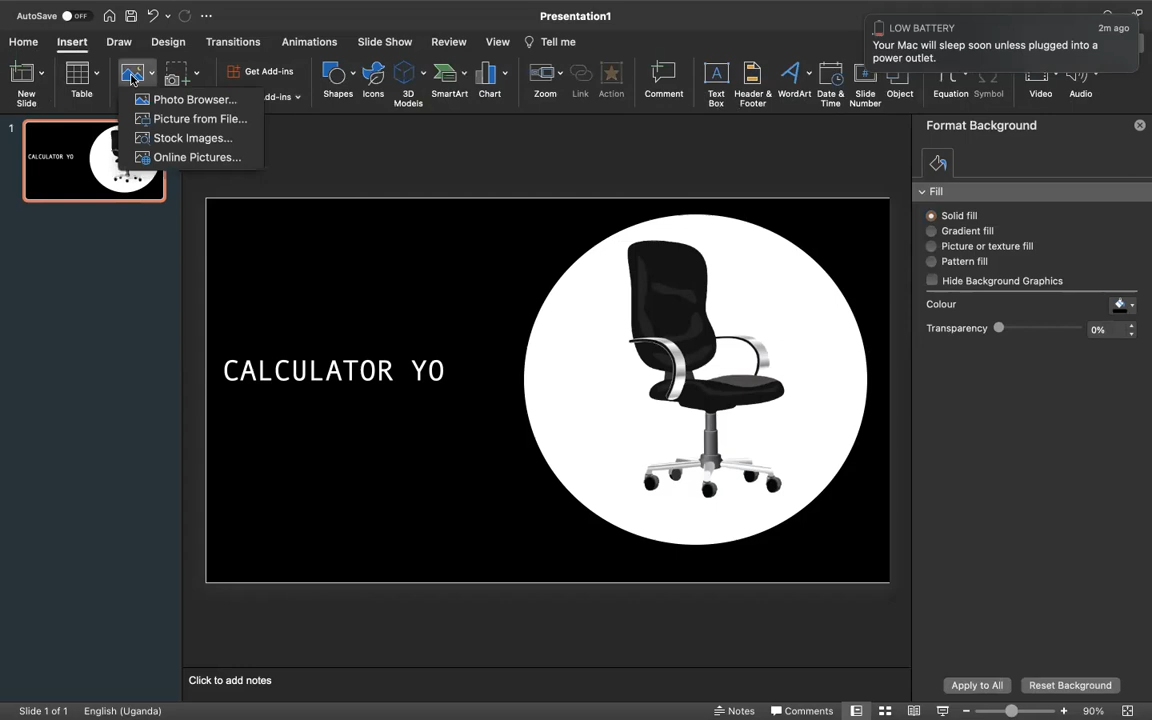 AutoSave OFF
Presentation1
LOW BATTERY 2m ago
Your Mac will sleep soon unless plugged into a
power outlet.
Home Insert Draw Design Transitions Animations Slide Show Review View Tell me
New
Slide
Table
Get Add-ins
dd-ins
Shapes
Icons
3D
Models
SmartArt
Chart
Zoom
Link
Action
Comment
Text
Box
Header &
Footer
WordArt
Date &
Time
Slide
Number
Object
Equation
Symbol
Video
Audio
Photo Browser...
Picture from File...
Stock Images...
Online Pictures...
1
CALCULATOR YO
CALCULATOR YO
Format Background
Fill
Solid fill
Gradient fill
Picture or texture fill
Pattern fill
Hide Background Graphics
Colour
Transparency 0%
Click to add notes
Apply to All Reset Background
Slide 1 of 1 English (Uganda) Notes Comments 90%